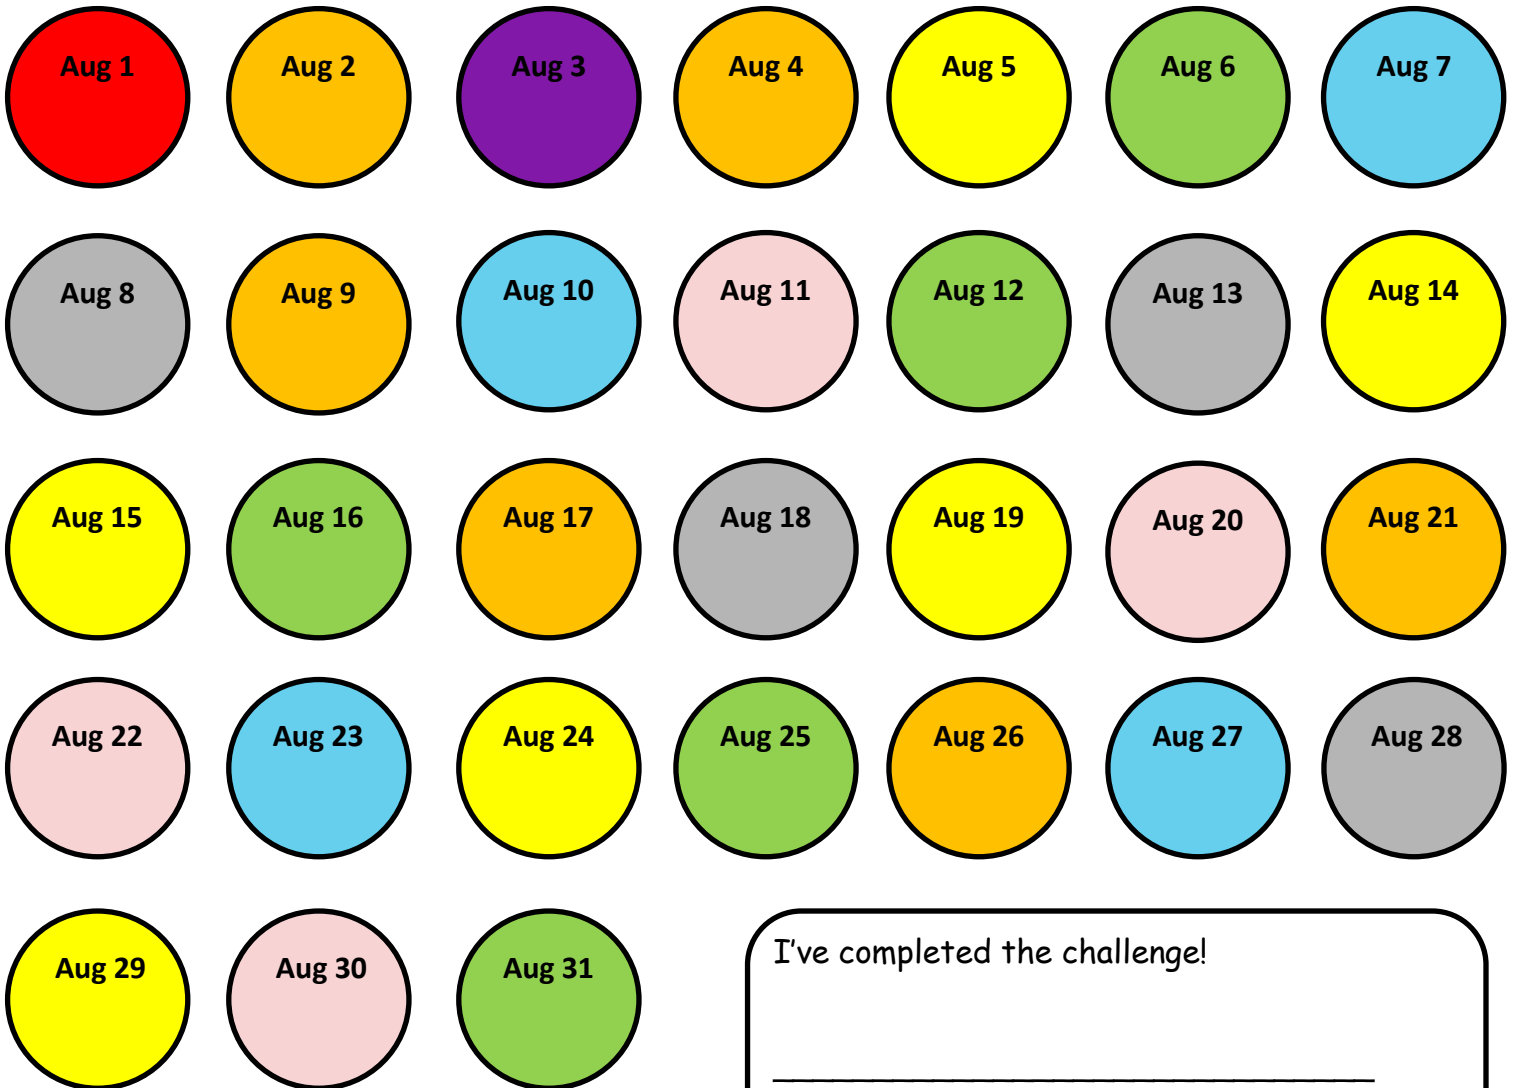 Aug 1
Aug 2
Aug 3
Aug 4
Aug 5
Aug 6
Aug 7
Aug 8
Aug 9
Aug 10
Aug 11
Aug 12
Aug 13
Aug 14
Aug 15
Aug 16
Aug 17
Aug 18
Aug 19
Aug 20
Aug 21
Aug 22
Aug 23
Aug 24
Aug 25
Aug 26
Aug 27
Aug 28
Aug 29
Aug 30
Aug 31
I've completed the challenge!